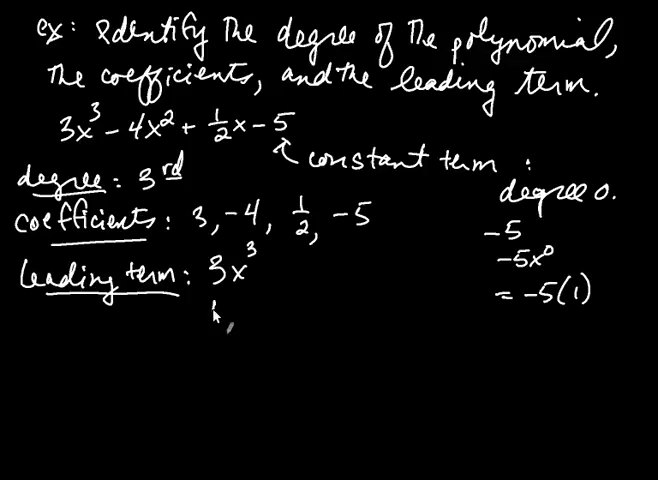 ex: Identify the degree of the polynomial,
the coefficients, and the leading term.
3x³ - 4x² + 1/2x - 5
constant term :
degree 0.
-5
-5x⁰
= -5(1)
degree: 3rd
coefficients: 3, -4, 1/2, -5
leading term: 3x³